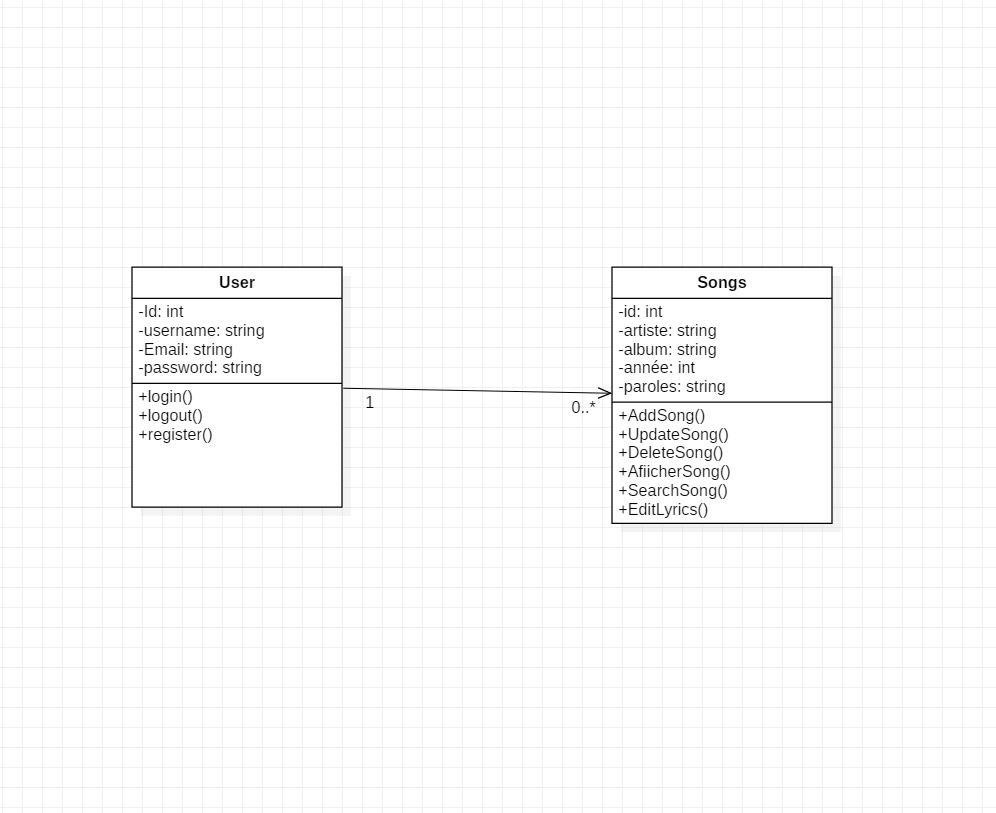 User
-Id: int
-username: string
-Email: string
-password: string
+login()
+logout()
+register()
1
0..*
Songs
-id: int
-artiste: string
-album: string
-année: int
-paroles: string
+AddSong()
+UpdateSong()
+DeleteSong()
+AfiicherSong()
+SearchSong()
+EditLyrics()